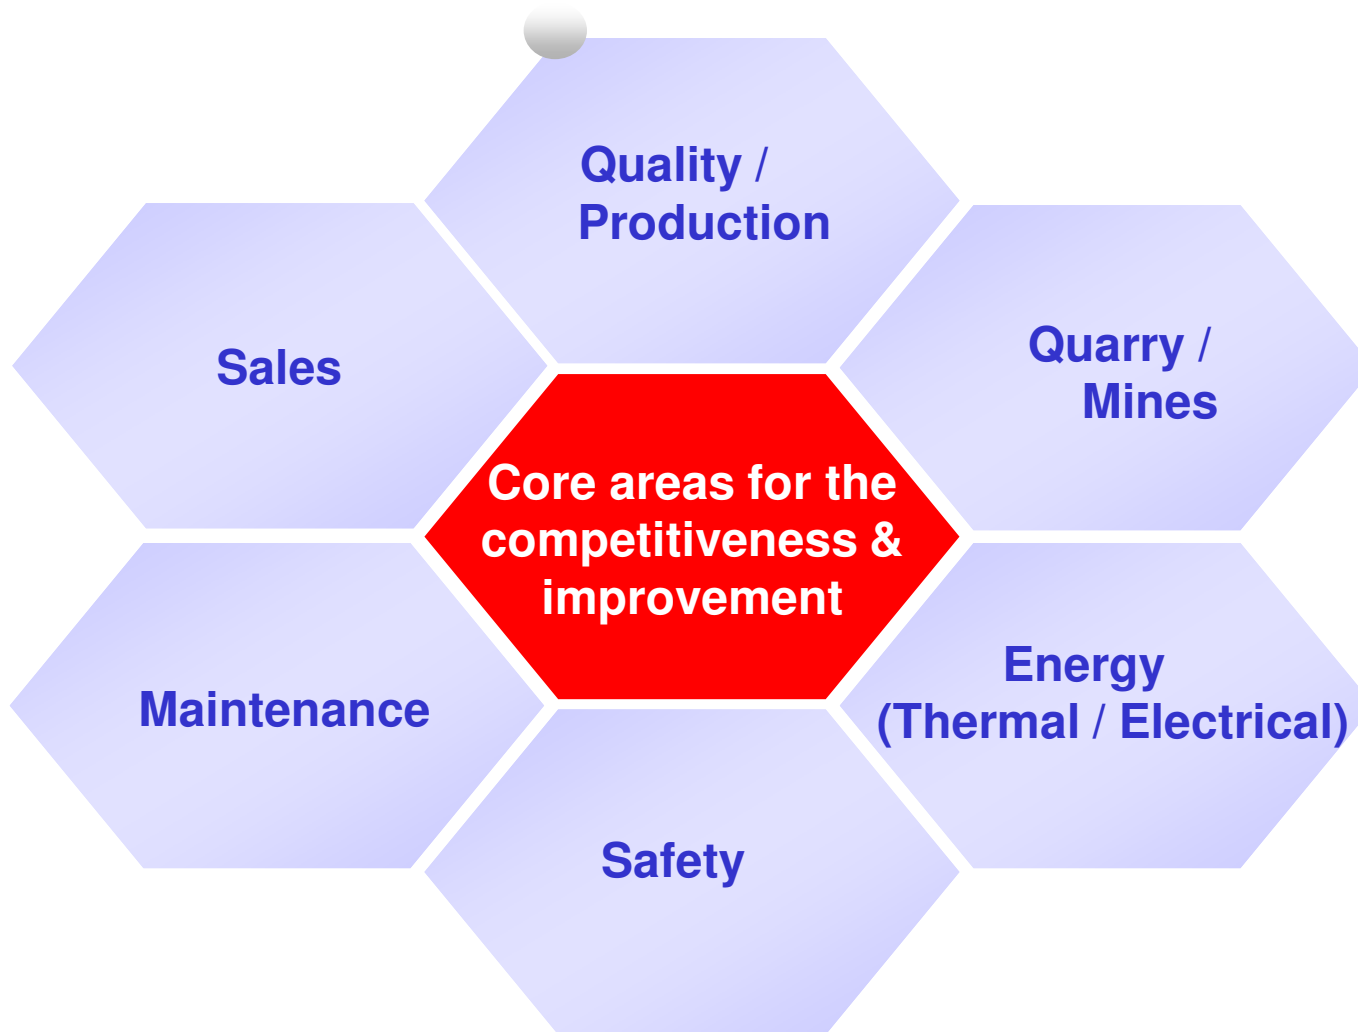 Quality /
Production
Sales
Quarry /
Mines
Core areas for the
competitiveness &
improvement
Maintenance
Energy
(Thermal / Electrical)
Safety